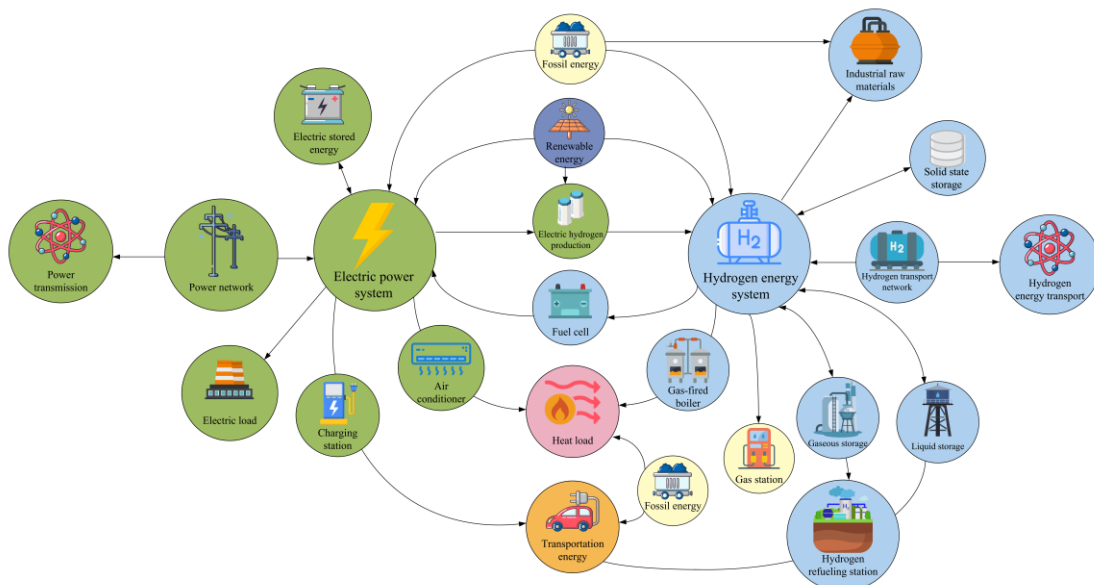 Fossil energy
Industrial raw
materials
Electric stored
energy
Renewable
energy
Solid state
storage
Electric hydrogen
production
H2
Hydrogen energy
system
H2
Hydrogen transport
network
Hydrogen
energy transport
Power
transmission
Power network
Electric power
system
Fuel cell
Electric load
Charging
station
Air
conditioner
Heat load
Gas-fired
boiler
Gas station
Gaseous storage
Liquid storage
Fossil energy
Transportation
energy
H2
Hydrogen
refueling station